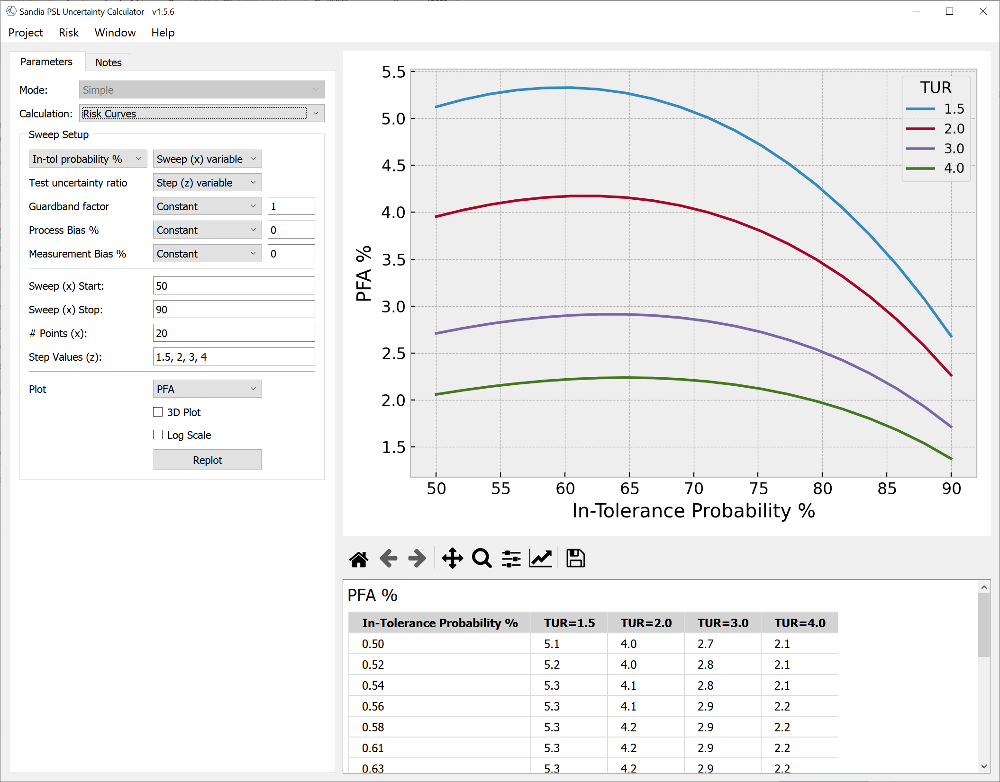 Sandia PSL Uncertainty Calculator - v1.5.6
Project Risk Window Help
Parameters Notes
Mode: Simple
Calculation: Risk Curves
Sweep Setup
In-tol probability % Sweep (x) variable
Test uncertainty ratio Step (z) variable
Guardband factor Constant 1
Process Bias % Constant 0
Measurement Bias % Constant 0
Sweep (x) Start: 50
Sweep (x) Stop: 90
# Points (x): 20
Step Values (z): 1.5, 2, 3, 4
Plot PFA
3D Plot
Log Scale
Replot
5.5
5.0
4.5
4.0
3.5
3.0
2.5
2.0
1.5
PFA %
TUR
1.5
2.0
3.0
4.0
50 55 60 65 70 75 80 85 90
In-Tolerance Probability %
PFA %
In-Tolerance Probability % TUR=1.5 TUR=2.0 TUR=3.0 TUR=4.0
0.50 5.1 4.0 2.7 2.1
0.52 5.2 4.0 2.8 2.1
0.54 5.3 4.1 2.8 2.1
0.56 5.3 4.1 2.9 2.2
0.58 5.3 4.2 2.9 2.2
0.61 5.3 4.2 2.9 2.2
0.63 5.3 4.2 2.9 2.2